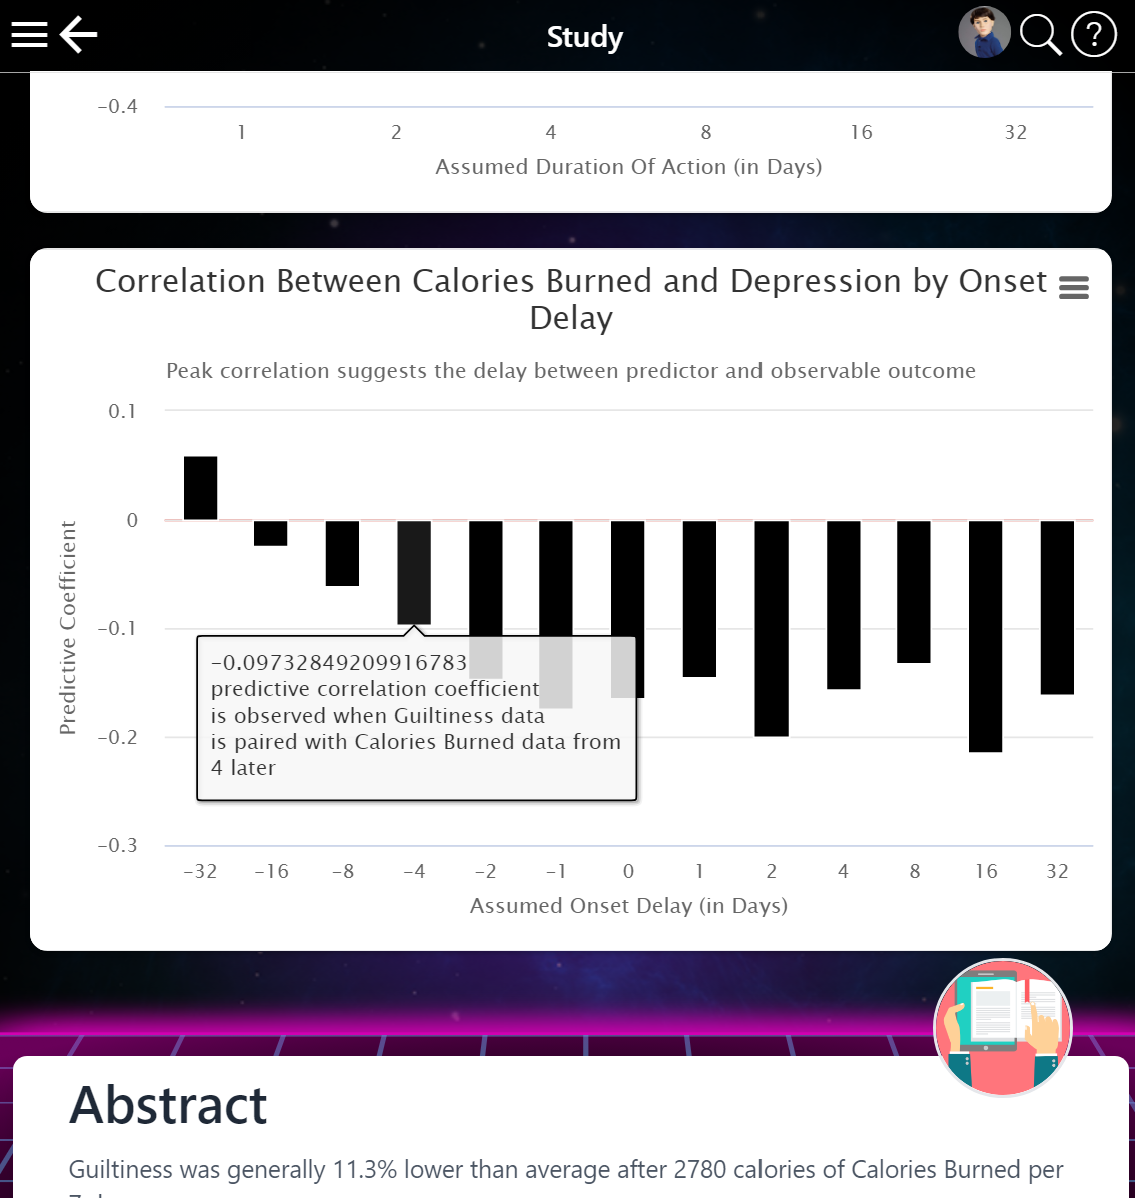 Study
?
−0.4
1 2 4 8 16 32
Assumed Duration Of Action (in Days)
Correlation Between Calories Burned and Depression by Onset
Delay
Peak correlation suggests the delay between predictor and observable outcome
Predictive Coefficient
0.1
0
−0.1
−0.2
−0.3
−0.09732849209916783
predictive correlation coefficient
is observed when Guiltiness data
is paired with Calories Burned data from
4 later
−32 −16 −8 −4 −2 −1 0 1 2 4 8 16 32
Assumed Onset Delay (in Days)
Abstract
Guiltiness was generally 11.3% lower than average after 2780 calories of Calories Burned per